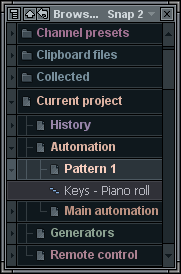 Brows... Snap 2
Channel presets
Clipboard files
Collected
Current project
History
Automation
Pattern 1
Keys - Piano roll
Main automation
Generators
Remote control